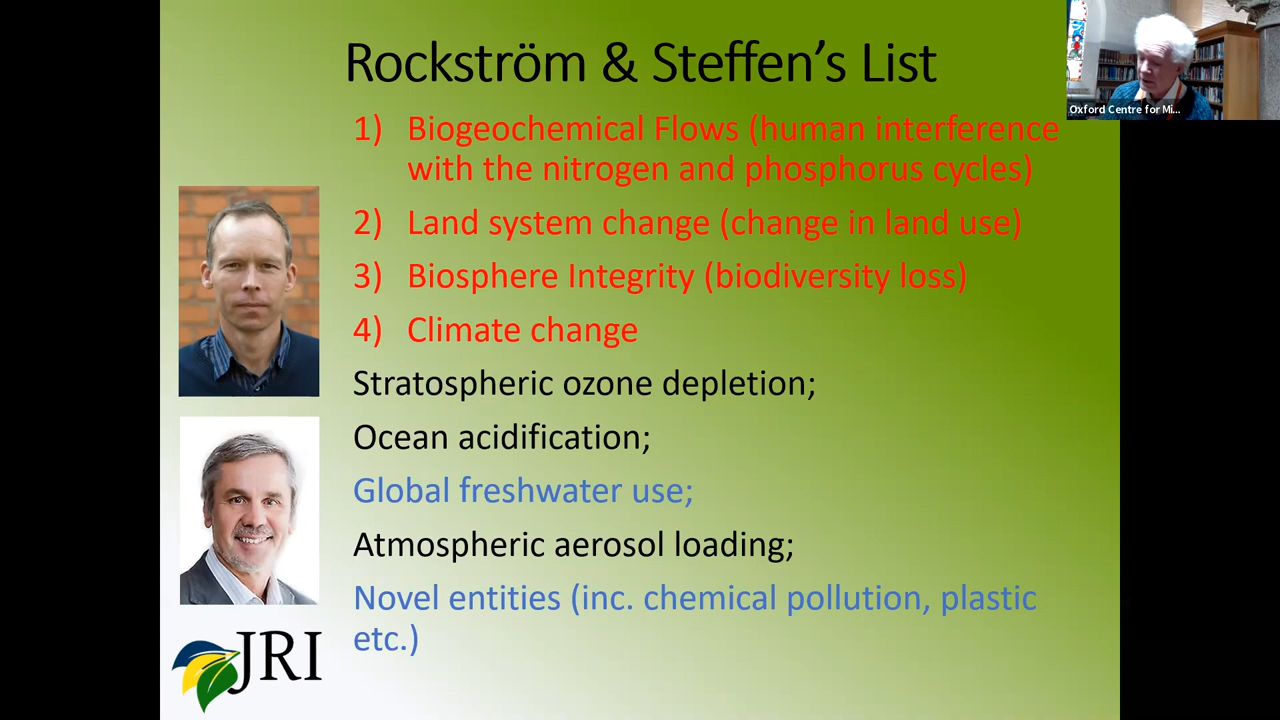 Rockström & Steffen’s List
Oxford Centre for Mi...
1) Biogeochemical Flows (human interference
with the nitrogen and phosphorus cycles)
2) Land system change (change in land use)
3) Biosphere Integrity (biodiversity loss)
4) Climate change
Stratospheric ozone depletion;
Ocean acidification;
Global freshwater use;
Atmospheric aerosol loading;
Novel entities (inc. chemical pollution, plastic
etc.)
JRI